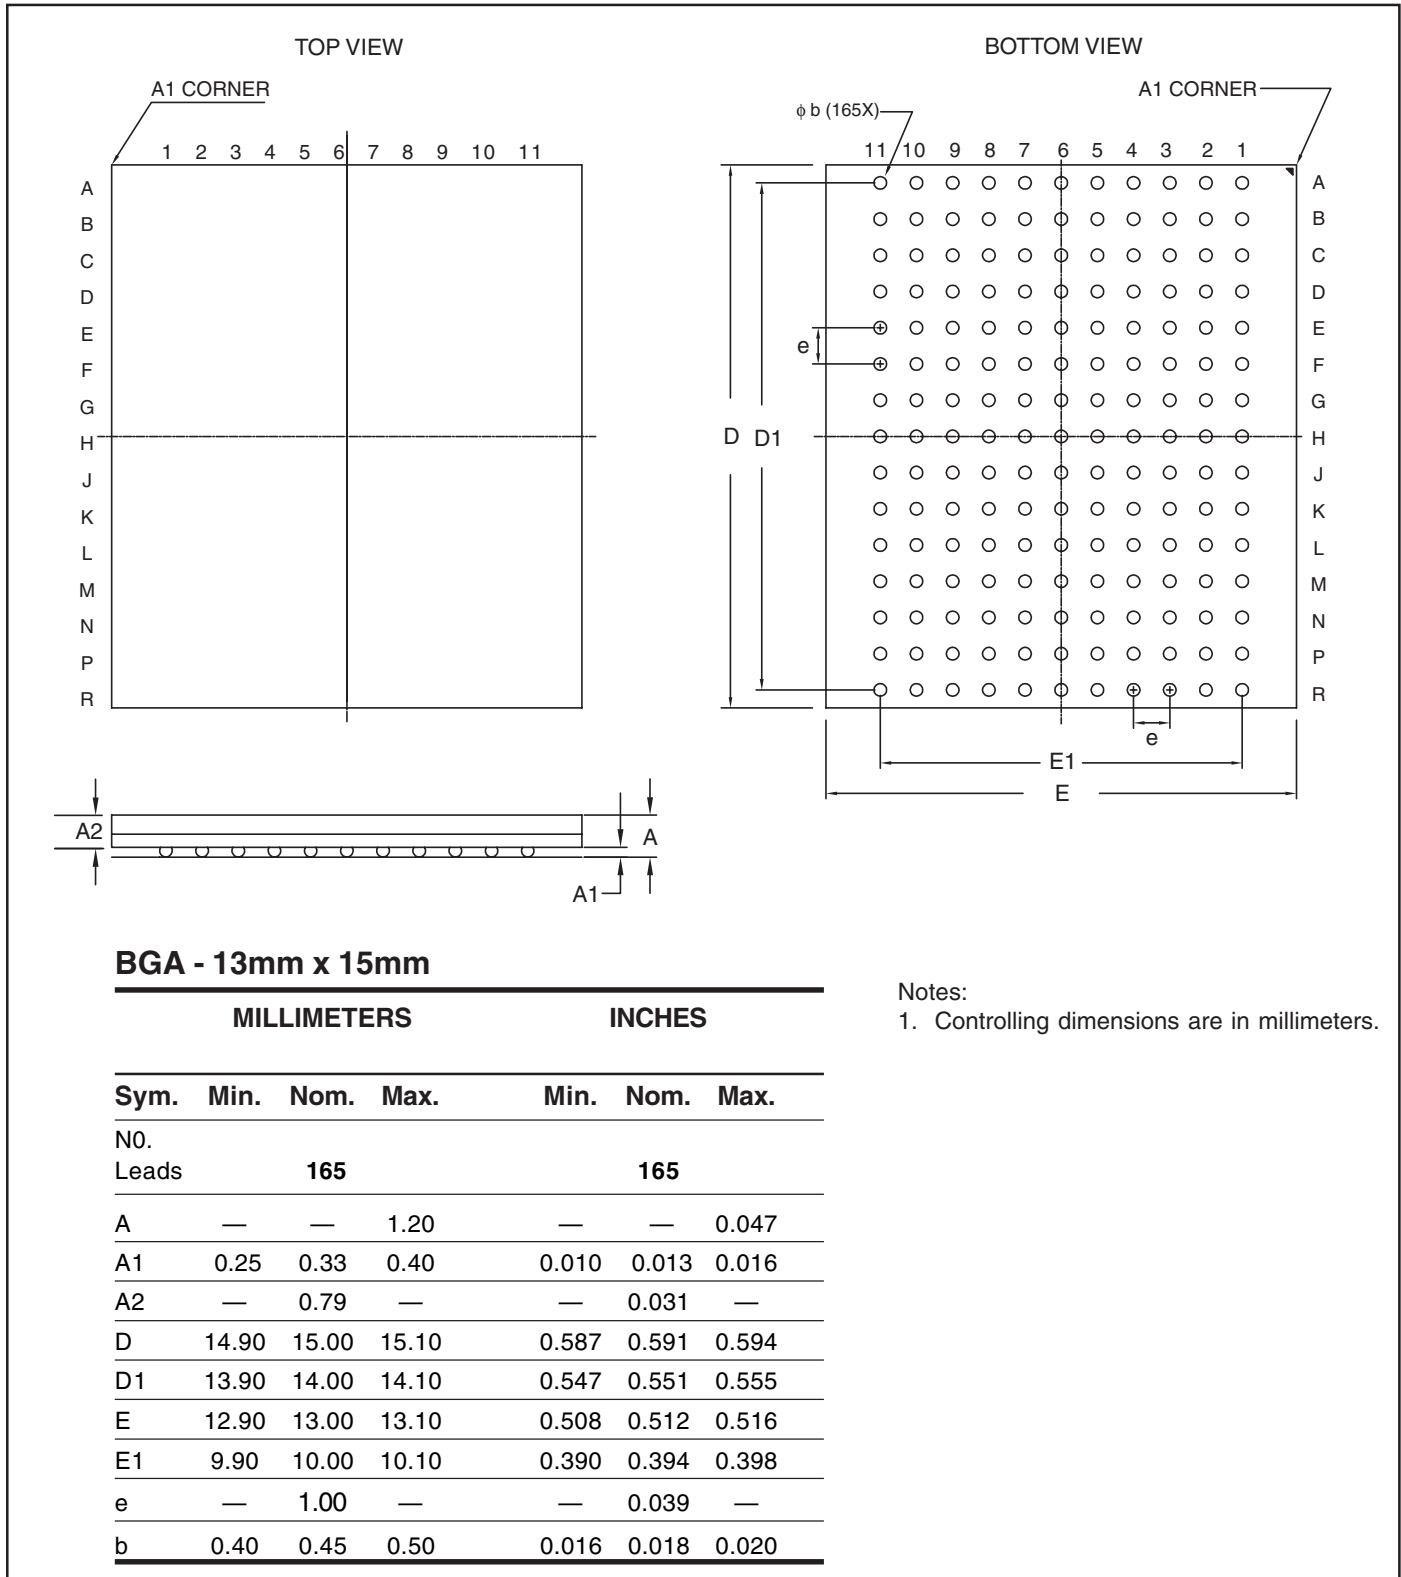 TOP VIEW
A1 CORNER
1 2 3 4 5 6 7 8 9 10 11
A
B
C
D
E
F
G
H
J
K
L
M
N
P
R
BOTTOM VIEW
A1 CORNER
ϕ b (165X)
11 10 9 8 7 6 5 4 3 2 1
A
B
C
D
E
F
G
H
J
K
L
M
N
P
R
e
D D1
e
E1
E
A2
A
A1
BGA - 13mm x 15mm
MILLIMETERS INCHES
Sym. Min. Nom. Max. Min. Nom. Max.
N0.
Leads 165 165
A — — 1.20 — — 0.047
A1 0.25 0.33 0.40 0.010 0.013 0.016
A2 — 0.79 — — 0.031 —
D 14.90 15.00 15.10 0.587 0.591 0.594
D1 13.90 14.00 14.10 0.547 0.551 0.555
E 12.90 13.00 13.10 0.508 0.512 0.516
E1 9.90 10.00 10.10 0.390 0.394 0.398
e — 1.00 — — 0.039 —
b 0.40 0.45 0.50 0.016 0.018 0.020
Notes:
1. Controlling dimensions are in millimeters.